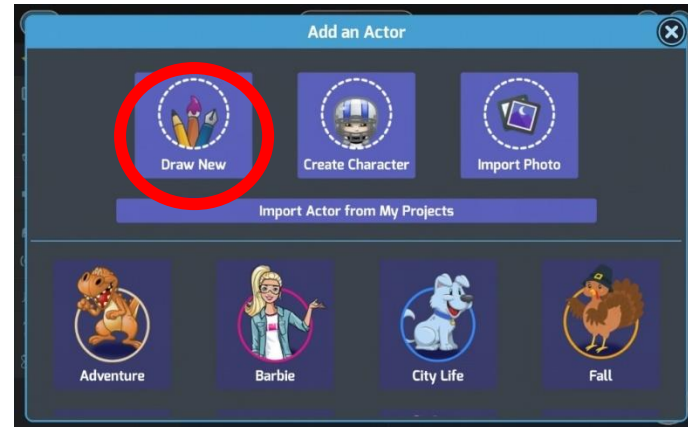 Add an Actor
Draw New
Create Character
Import Photo
Import Actor from My Projects
Adventure
Barbie
City Life
Fall